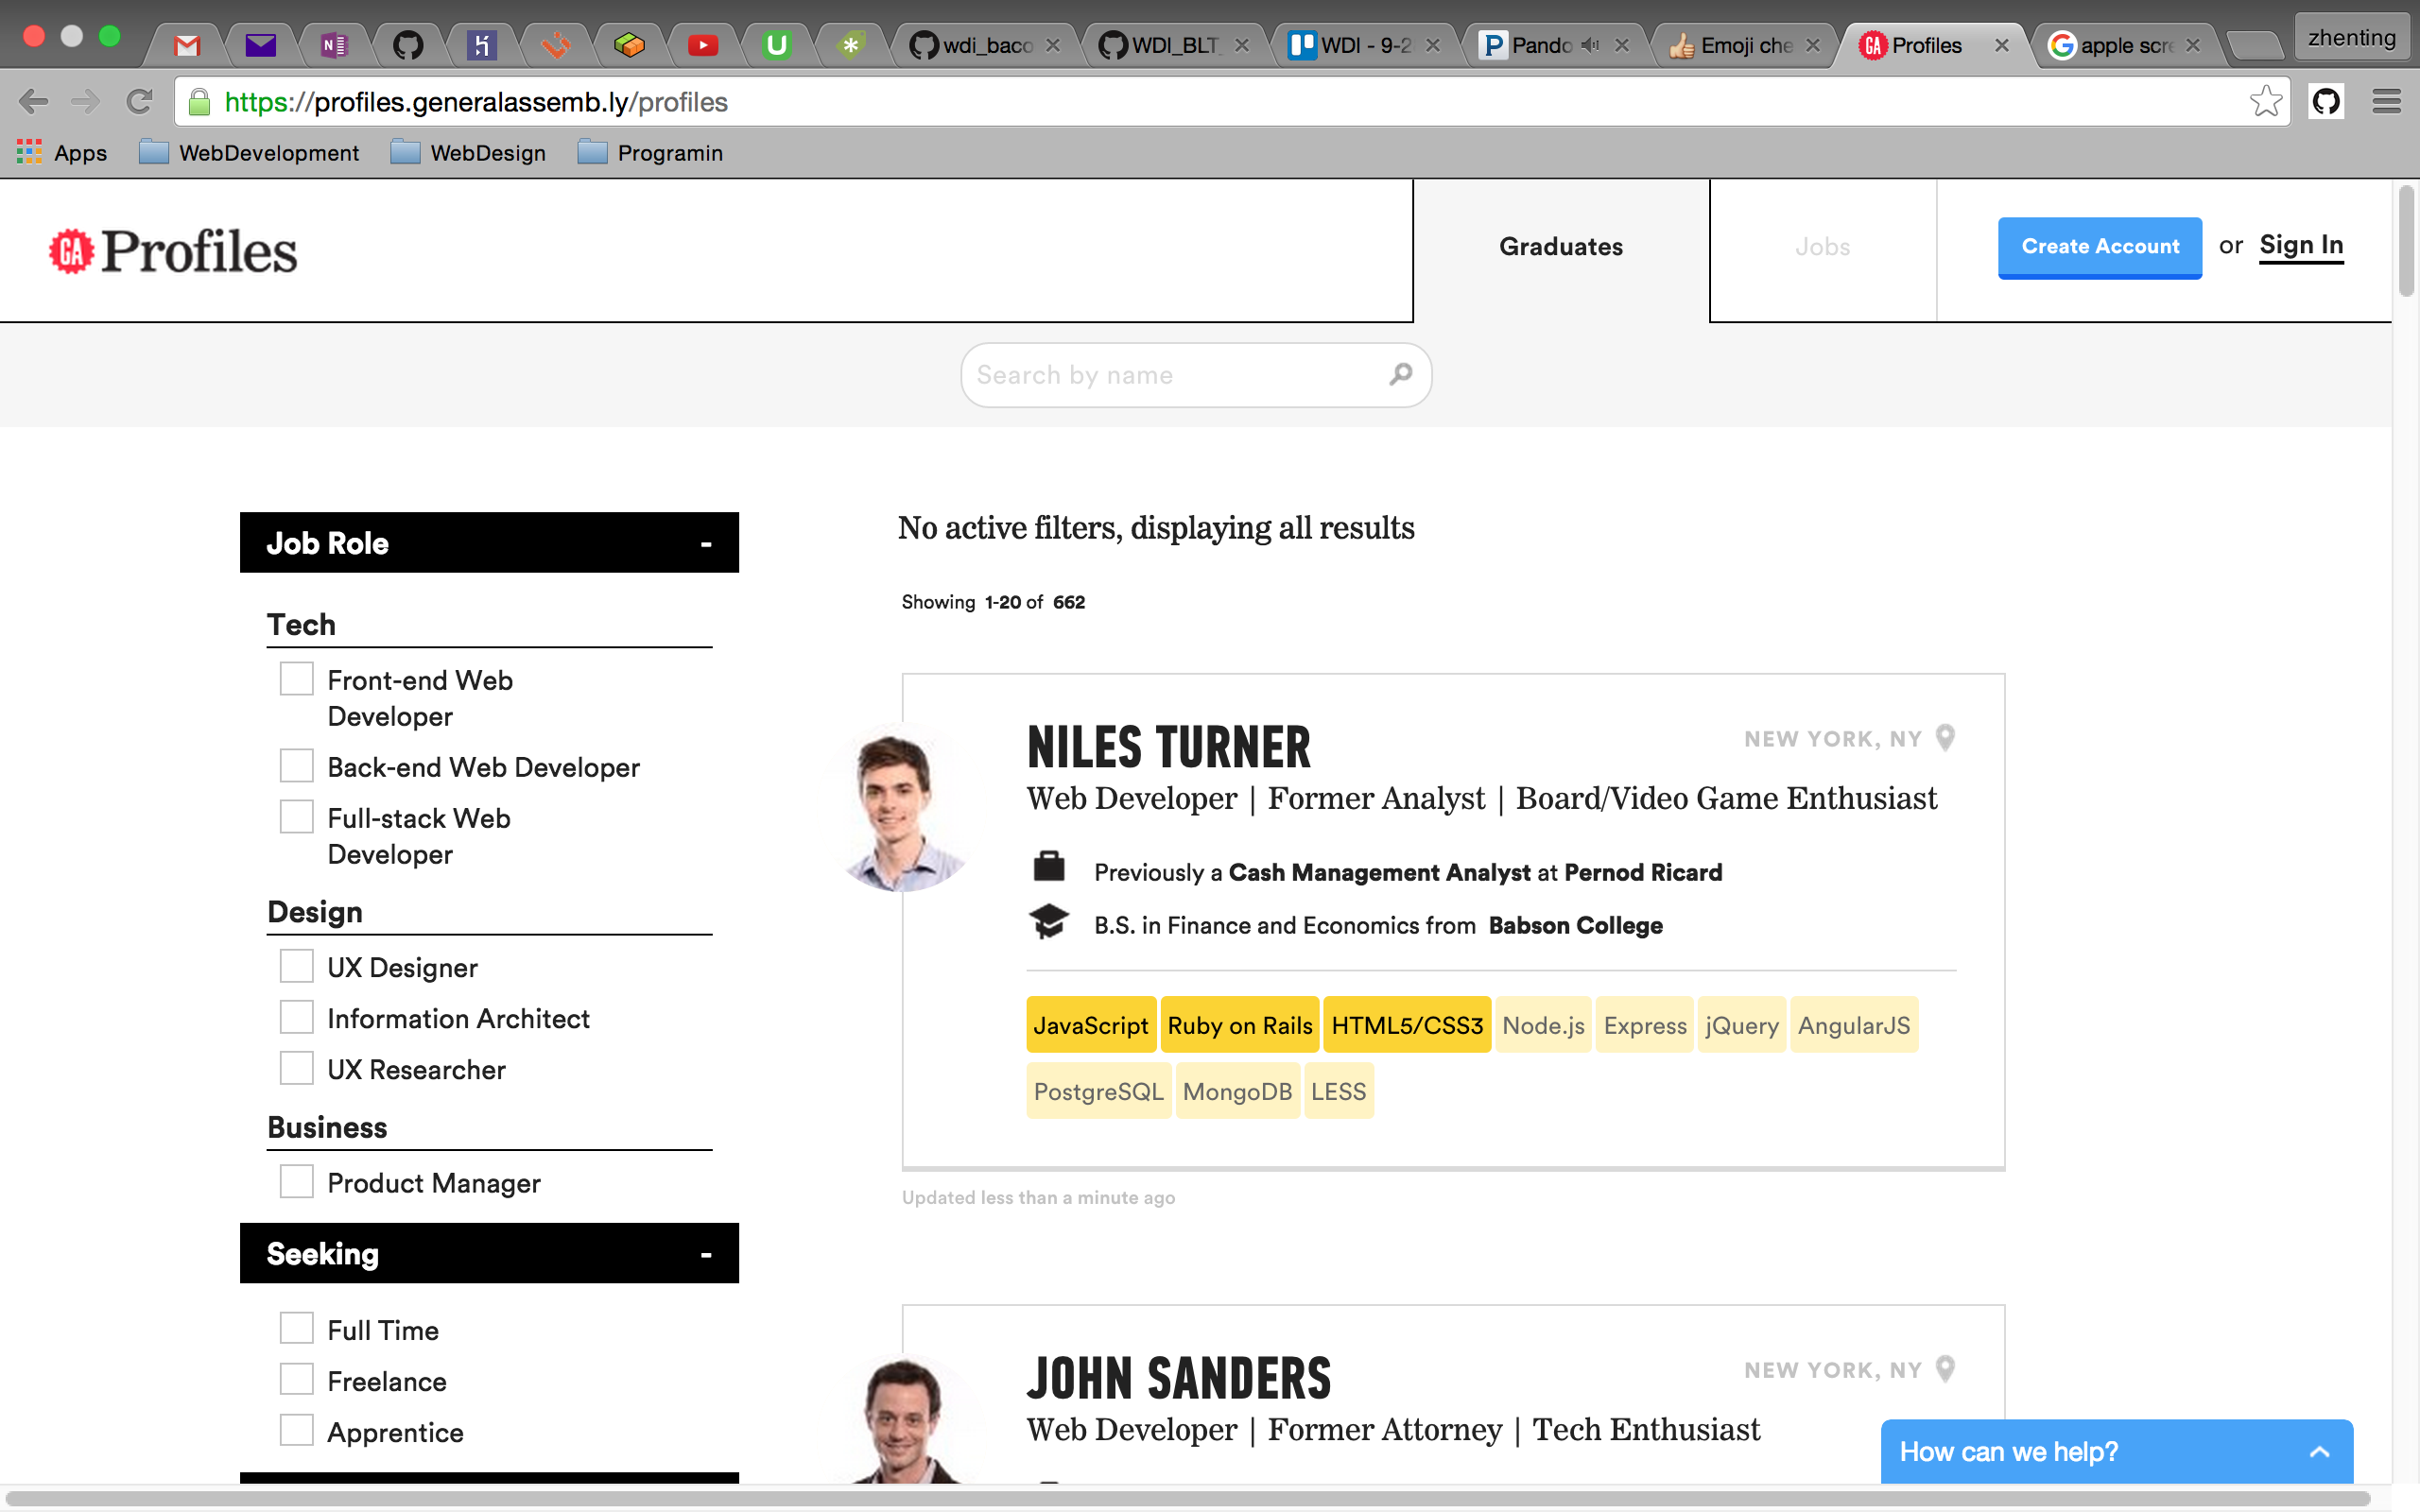 wdi_baco
WDI_BLT
WDI - 9-2
Pando
Emoji che
Profiles
apple scre
zhenting
https://profiles.generalassemb.ly/profiles
Apps
WebDevelopment
WebDesign
Programin
GA Profiles
Graduates
Jobs
Create Account or Sign In
Search by name
Job Role -
Tech
Front-end Web
Developer
Back-end Web Developer
Full-stack Web
Developer
Design
UX Designer
Information Architect
UX Researcher
Business
Product Manager
Seeking -
Full Time
Freelance
Apprentice
No active filters, displaying all results
Showing 1-20 of 662
NILES TURNER
NEW YORK, NY
Web Developer | Former Analyst | Board/Video Game Enthusiast
Previously a Cash Management Analyst at Pernod Ricard
B.S. in Finance and Economics from Babson College
JavaScript Ruby on Rails HTML5/CSS3 Node.js Express jQuery AngularJS
PostgreSQL MongoDB LESS
Updated less than a minute ago
JOHN SANDERS
NEW YORK, NY
Web Developer | Former Attorney | Tech Enthusiast
How can we help?